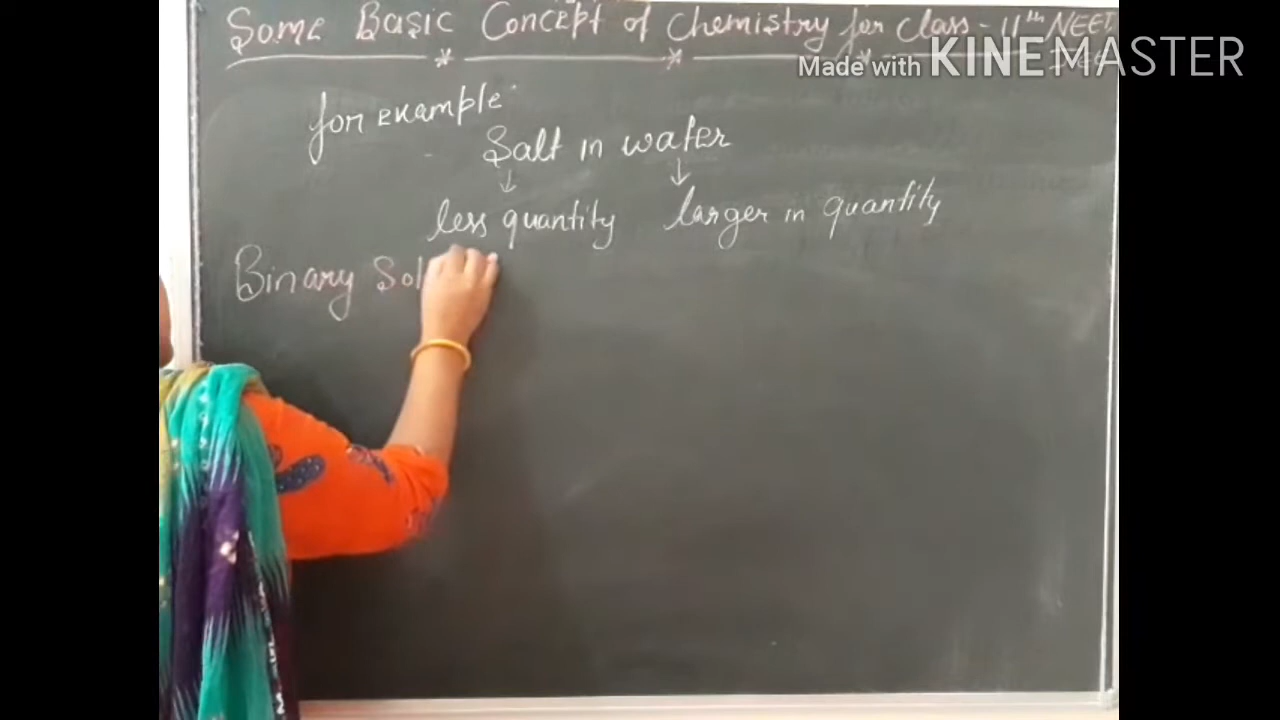 Some Basic Concept of Chemistry for Class - 11th NEET
Made with KINEMASTER
for example
Salt in water
↓ ↓
less quantity larger in quantity
Binary Sol